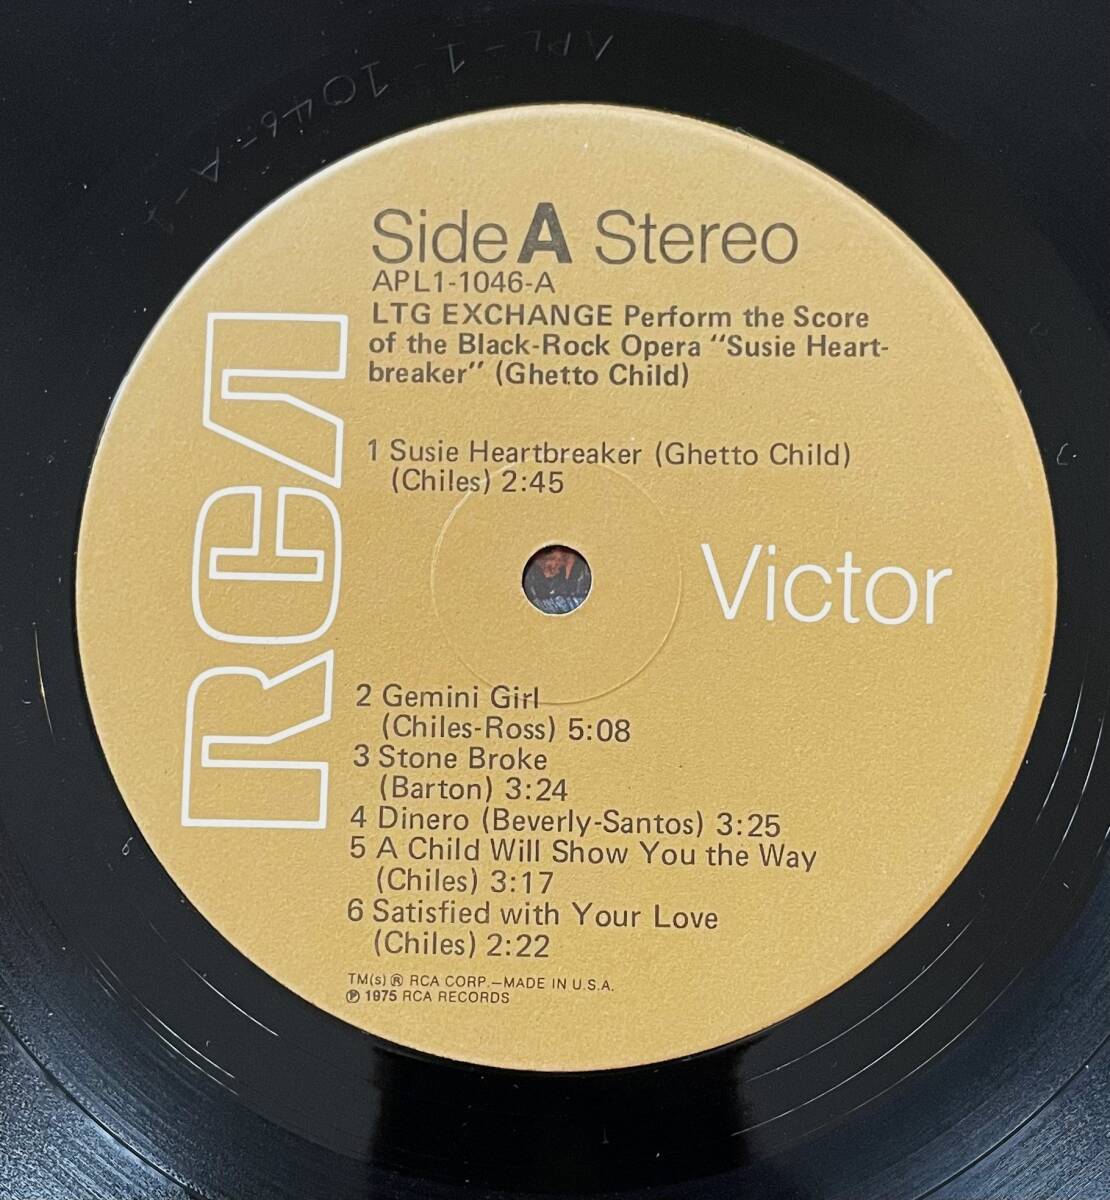 APL-1-1046-A-1
Side A Stereo
APL1-1046-A
LTG EXCHANGE Perform the Score
of the Black-Rock Opera "Susie Heart-
breaker" (Ghetto Child)
1 Susie Heartbreaker (Ghetto Child)
(Chiles) 2:45
RCA
Victor
2 Gemini Girl
(Chiles-Ross) 5:08
3 Stone Broke
(Barton) 3:24
4 Dinero (Beverly-Santos) 3:25
5 A Child Will Show You the Way
(Chiles) 3:17
6 Satisfied with Your Love
(Chiles) 2:22
TM(s) ® RCA CORP.—MADE IN U.S.A.
℗ 1975 RCA RECORDS